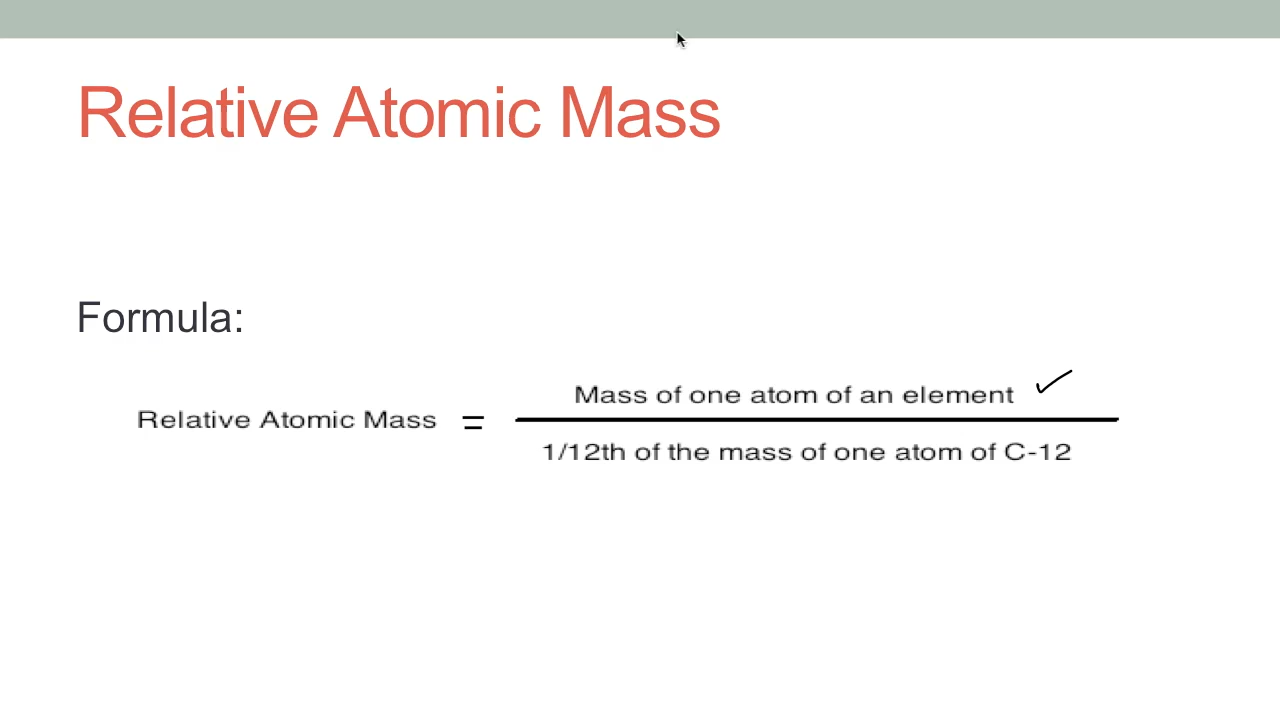 Relative Atomic Mass
Formula:
Mass of one atom of an element
Relative Atomic Mass =
1/12th of the mass of one atom of C-12